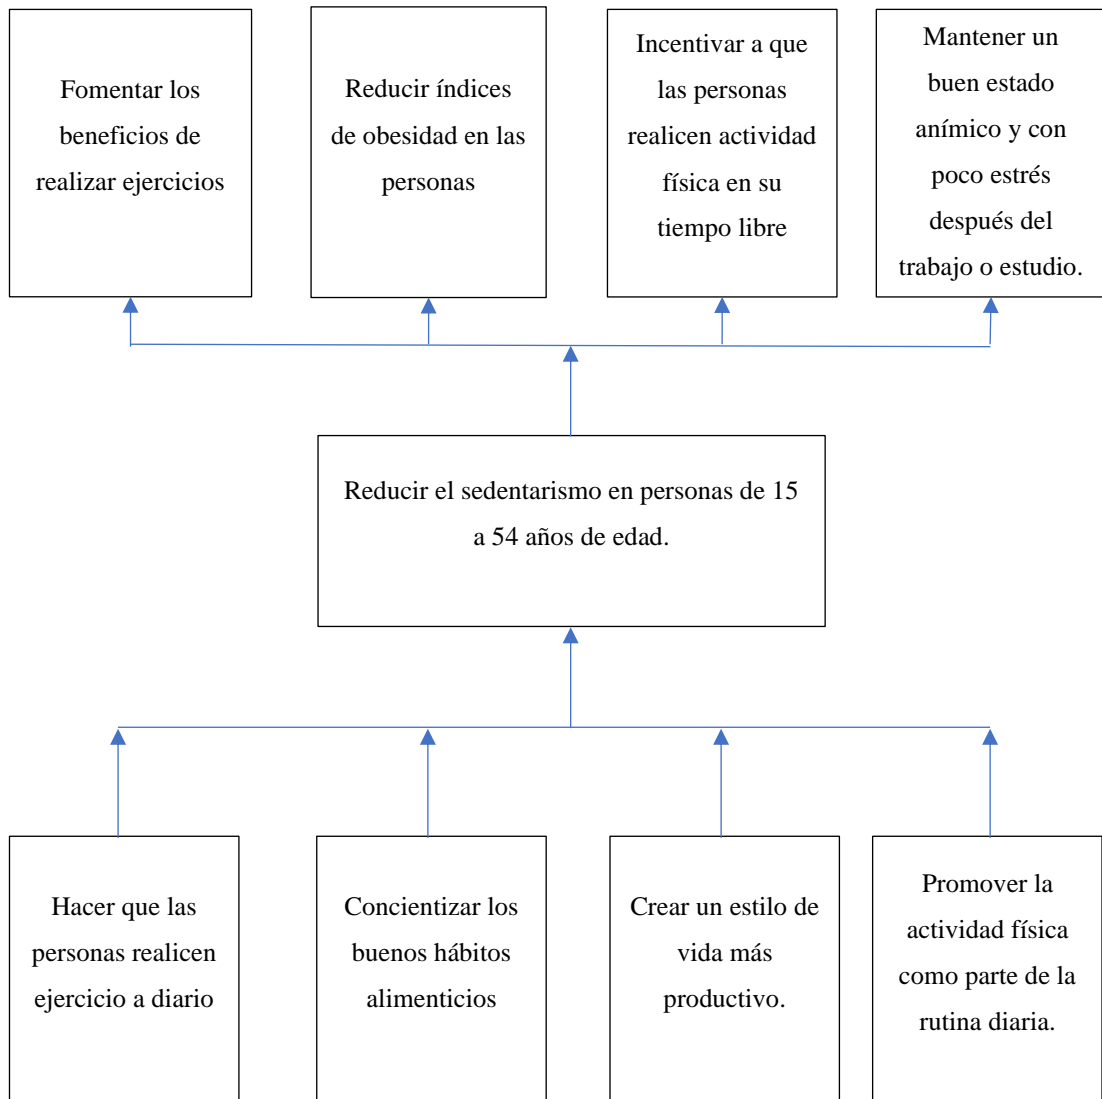 Fomentar los
beneficios de
realizar ejercicios
Reducir índices
de obesidad en las
personas
Incentivar a que
las personas
realicen actividad
física en su
tiempo libre
Mantener un
buen estado
anímico y con
poco estrés
después del
trabajo o estudio.
Reducir el sedentarismo en personas de 15
a 54 años de edad.
Hacer que las
personas realicen
ejercicio a diario
Concientizar los
buenos hábitos
alimenticios
Crear un estilo de
vida más
productivo.
Promover la
actividad física
como parte de la
rutina diaria.